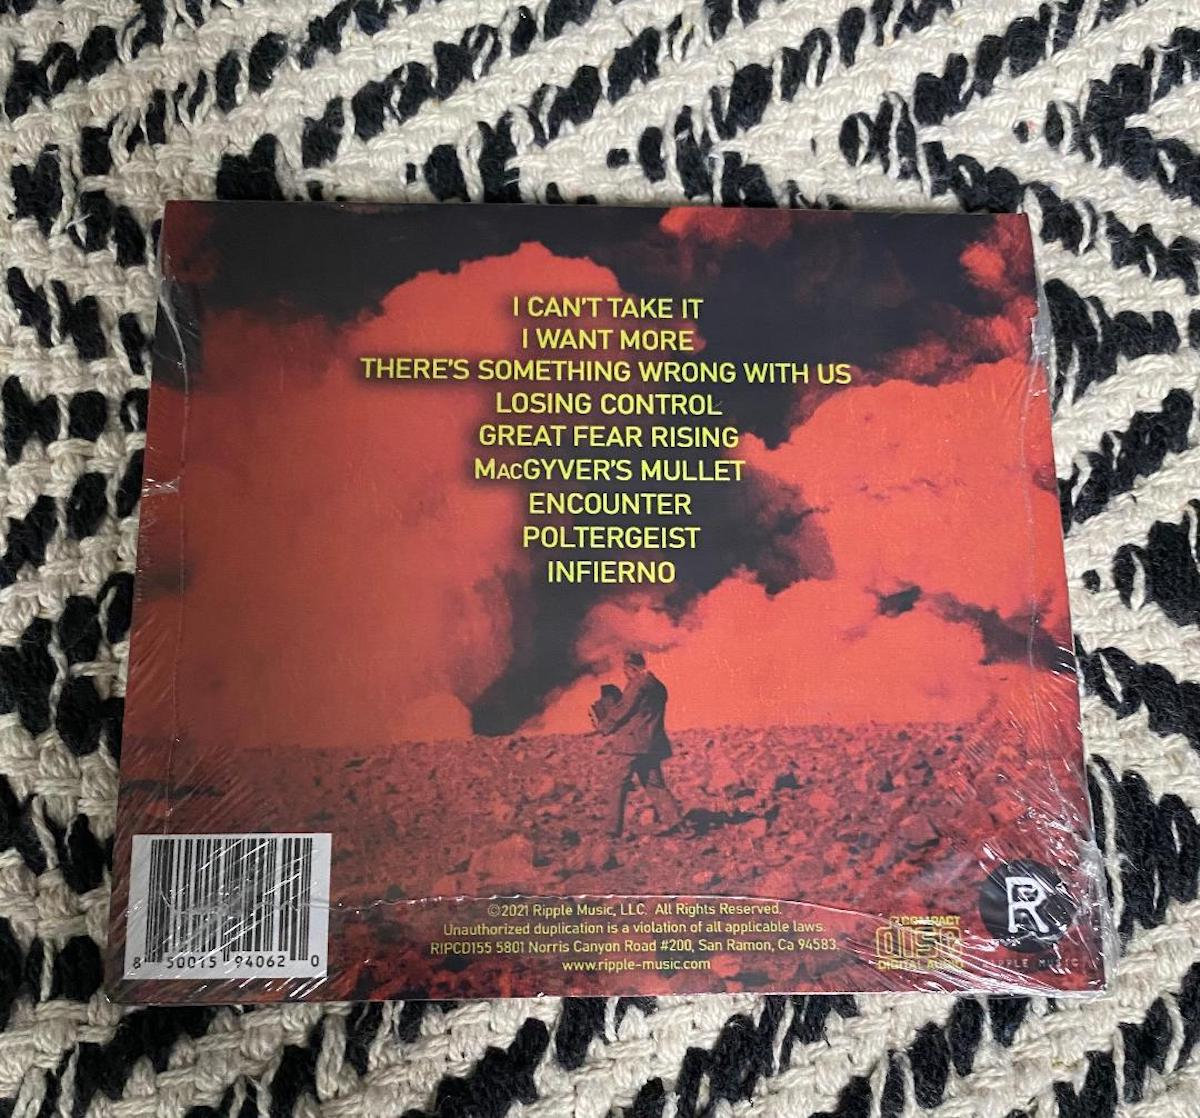 I CAN'T TAKE IT
I WANT MORE
THERE'S SOMETHING WRONG WITH US
LOSING CONTROL
GREAT FEAR RISING
MACGYVER'S MULLET
ENCOUNTER
POLTERGEIST
INFIERNO
©2021 Ripple Music, LLC. All Rights Reserved.
Unauthorized duplication is a violation of all applicable laws.
RIPCD155 5801 Norris Canyon Road #200, San Ramon, Ca 94583.
www.ripple-music.com
8 50015 94062 0
COMPACT
disc
DIGITAL AUDIO
R
RIPPLE MUSIC